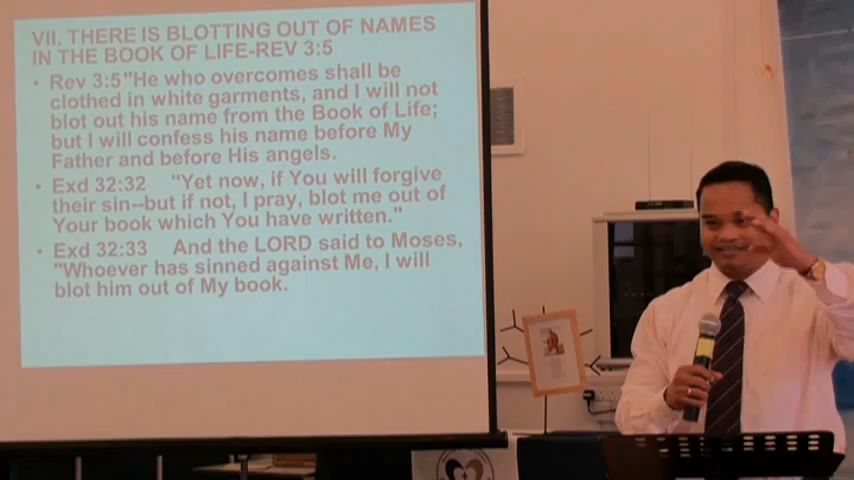 VII. THERE IS BLOTTING OUT OF NAMES
IN THE BOOK OF LIFE-REV 3:5
• Rev 3:5"He who overcomes shall be
clothed in white garments, and I will not
blot out his name from the Book of Life;
but I will confess his name before My
Father and before His angels.
• Exd 32:32 "Yet now, if You will forgive
their sin--but if not, I pray, blot me out of
Your book which You have written."
• Exd 32:33 And the LORD said to Moses,
"Whoever has sinned against Me, I will
blot him out of My book.